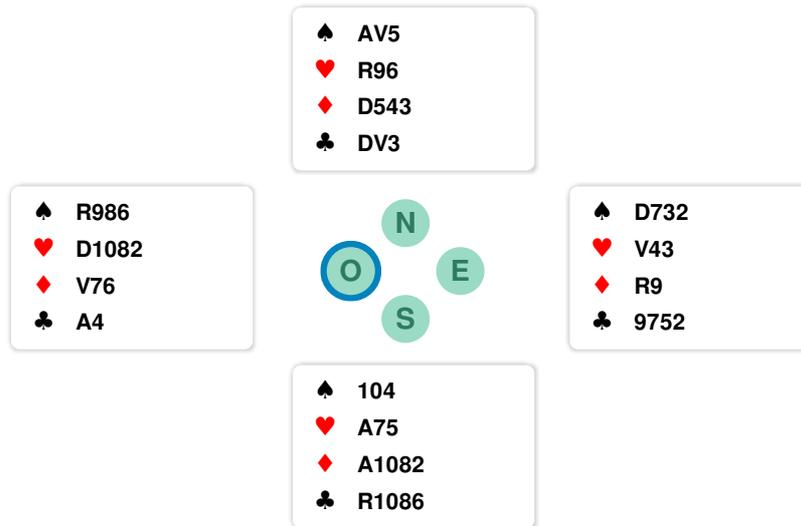 ♠ AV5
♥ R96
♦ D543
♣ DV3
♠ R986
♥ D1082
♦ V76
♣ A4
N
O E
S
♠ D732
♥ V43
♦ R9
♣ 9752
♠ 104
♥ A75
♦ A1082
♣ R1086